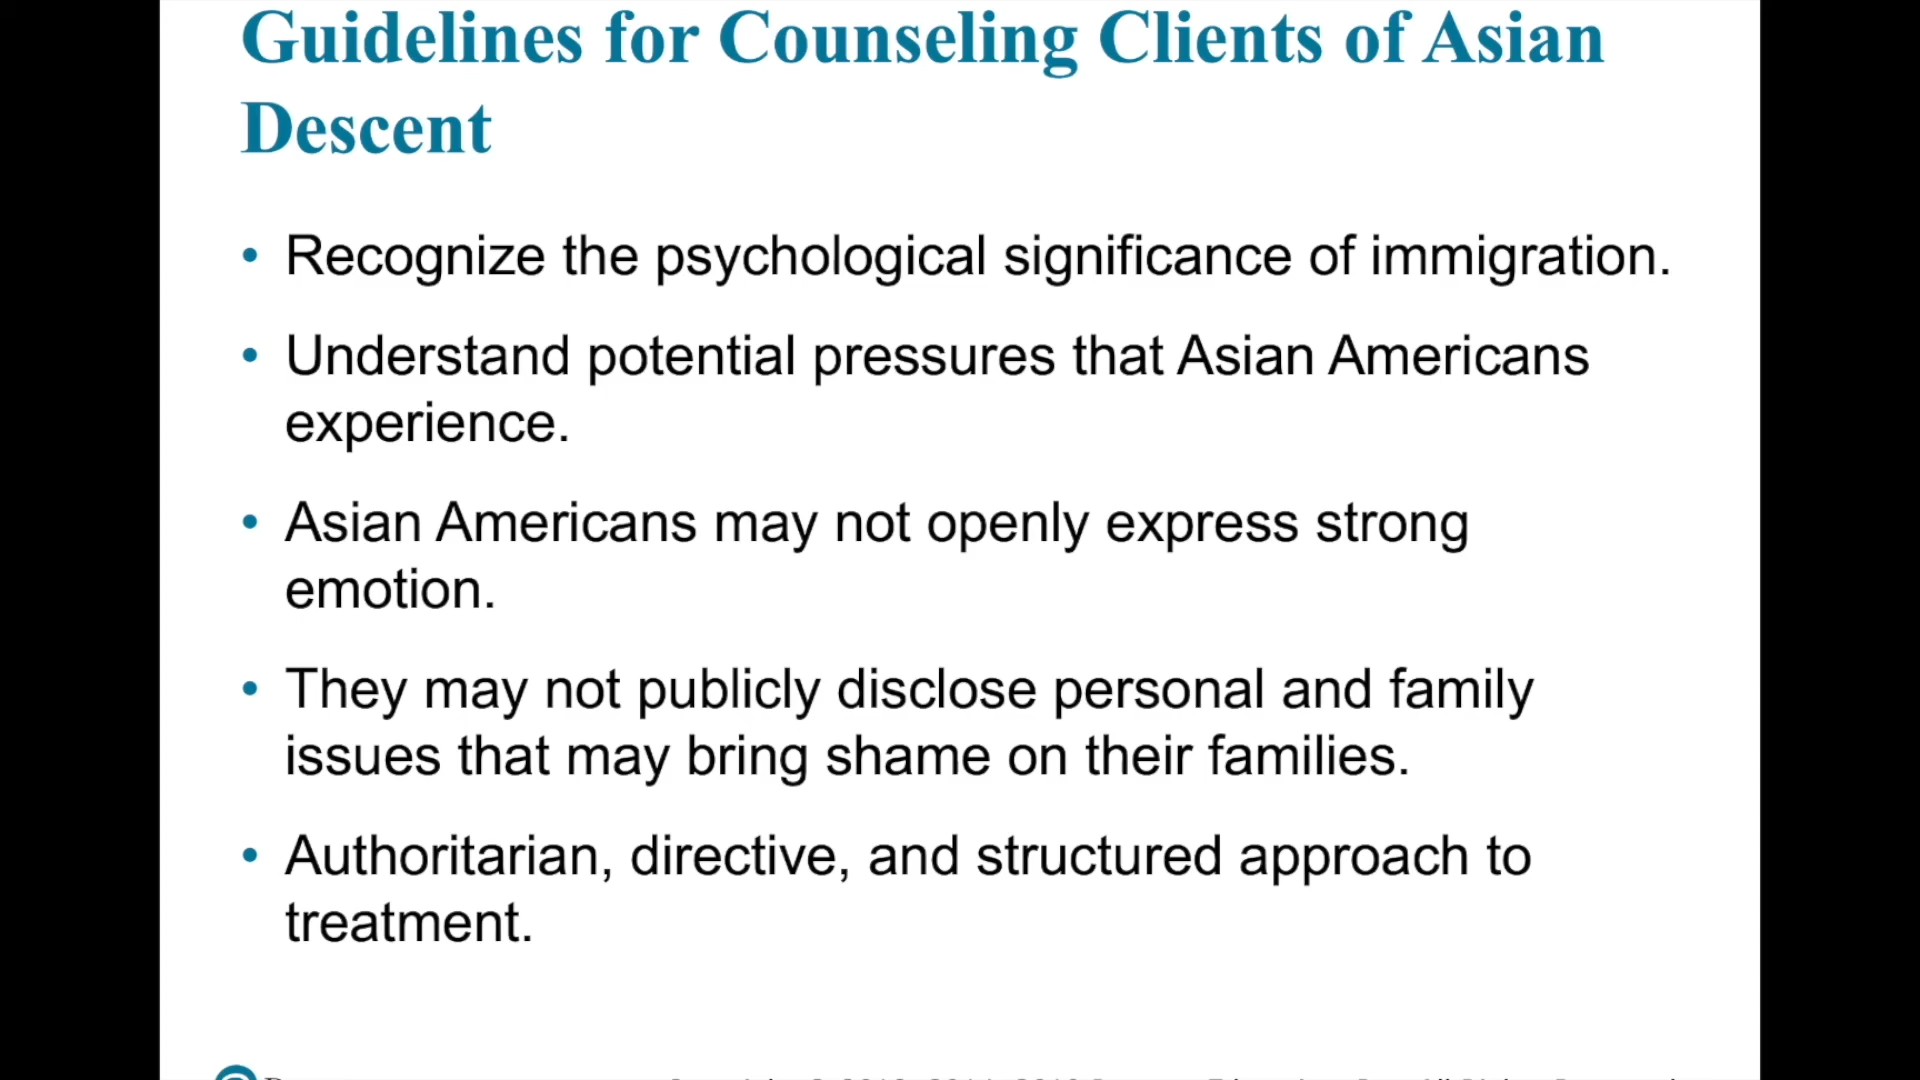 Guidelines for Counseling Clients of Asian
Descent
• Recognize the psychological significance of immigration.
• Understand potential pressures that Asian Americans
experience.
• Asian Americans may not openly express strong
emotion.
• They may not publicly disclose personal and family
issues that may bring shame on their families.
• Authoritarian, directive, and structured approach to
treatment.